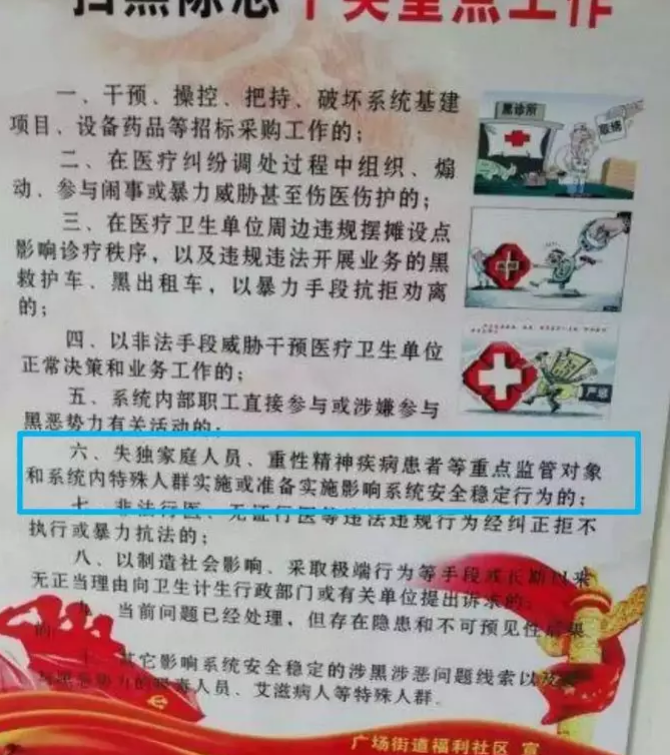 扫黑除恶十类重点工作
一、干预、操控、把持、破坏系统基建
项目、设备药品等招标采购工作的；
黑诊所
取缔
二、在医疗纠纷调处过程中组织、煽
动、参与闹事或暴力威胁甚至伤医伤护的；
三、在医疗卫生单位周边违规摆摊设点
影响诊疗秩序，以及违规违法开展业务的黑
救护车、黑出租车，以暴力手段抗拒劝离
的；
四、以非法手段威胁干预医疗卫生单位
正常决策和业务工作的；
五、系统内部职工直接参与或涉嫌参与
黑恶势力有关活动的；
六、失独家庭人员、重性精神疾病患者等重点监管对象
和系统内特殊人群实施或准备实施影响系统安全稳定行为的；
七、非法行医、无证行医等违法违规行为经纠正拒不
执行或暴力抗法的；
八、以制造社会影响、采取极端行为等手段或长期以来
无正当理由向卫生计生行政部门或有关单位提出诉求的；
九、当前问题已经处理，但存在隐患和不可预见性后果
的
十、其它影响系统安全稳定的涉黑涉恶问题线索以及
人员、艾滋病人等特殊人群.
广场街道福利社区 宣